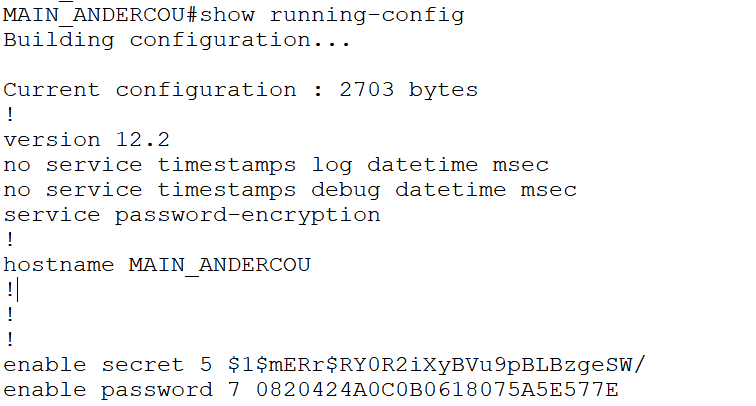 MAIN_ANDERCOU#show running-config
Building configuration...
Current configuration : 2703 bytes
!
version 12.2
no service timestamps log datetime msec
no service timestamps debug datetime msec
service password-encryption
!
hostname MAIN_ANDERCOU
!
!
!
enable secret 5 $1$mERr$RY0R2iXyBVu9pBLBzgeSW/
enable password 7 0820424A0C0B0618075A5E577E